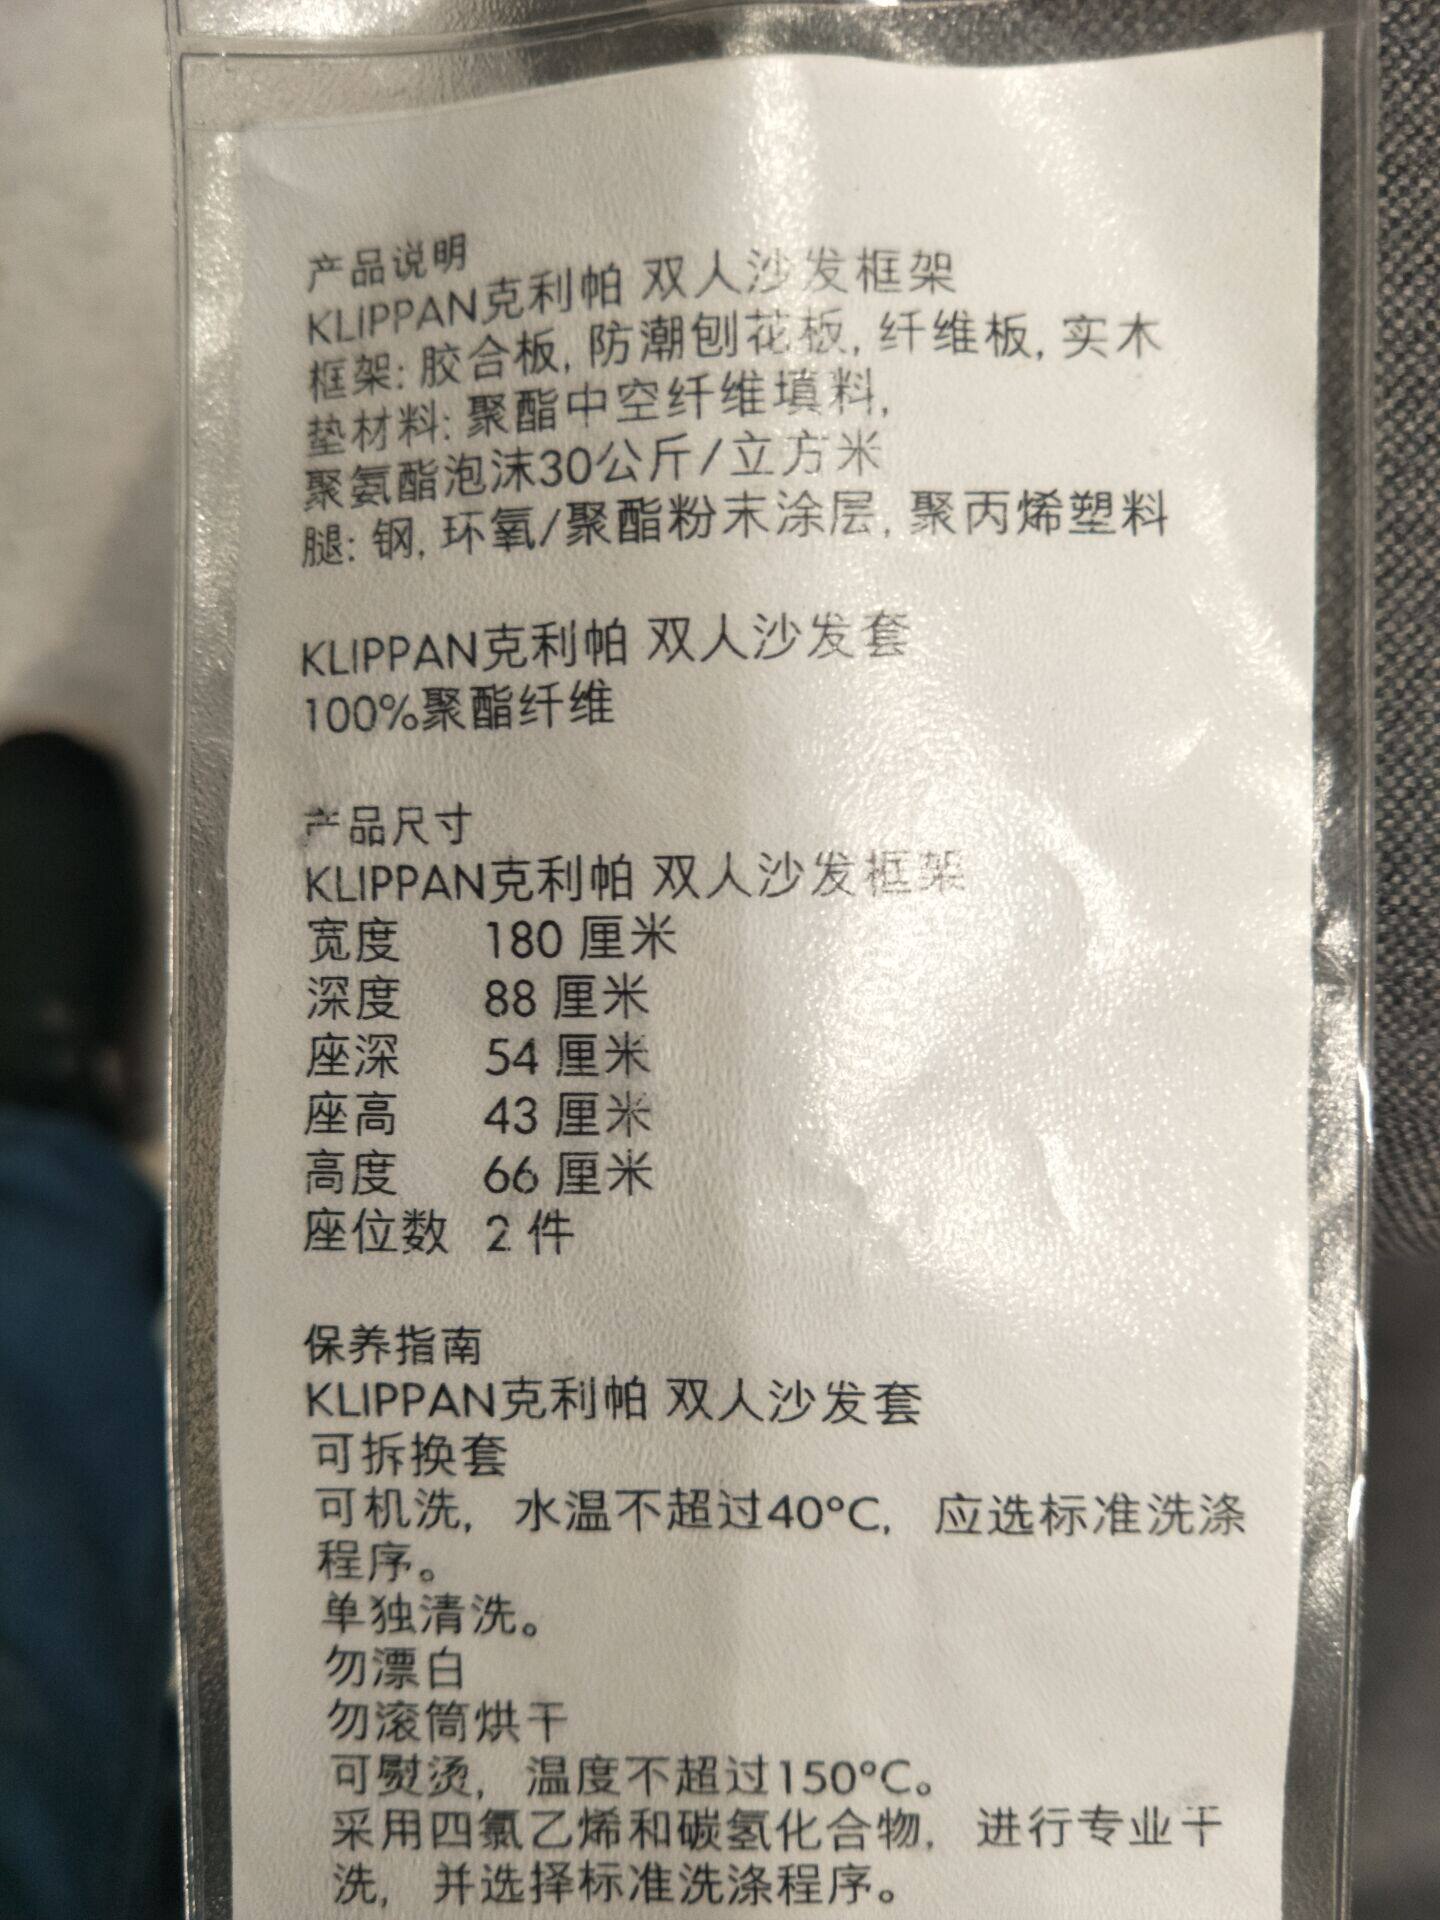 产品说明
KLIPPAN克利帕 双人沙发框架
框架: 胶合板, 防潮刨花板, 纤维板, 实木
垫材料: 聚酯中空纤维填料,
聚氨酯泡沫30公斤/立方米
腿: 钢, 环氧/聚酯粉末涂层, 聚丙烯塑料
KLIPPAN克利帕 双人沙发套
100%聚酯纤维
产品尺寸
KLIPPAN克利帕 双人沙发框架
宽度 180 厘米
深度 88 厘米
座深 54 厘米
座高 43 厘米
高度 66 厘米
座位数 2 件
保养指南
KLIPPAN克利帕 双人沙发套
可拆换套
可机洗, 水温不超过40°C, 应选标准洗涤
程序。
单独清洗。
勿漂白
勿滚筒烘干
可熨烫, 温度不超过150°C。
采用四氯乙烯和碳氢化合物, 进行专业干
洗, 并选择标准洗涤程序。